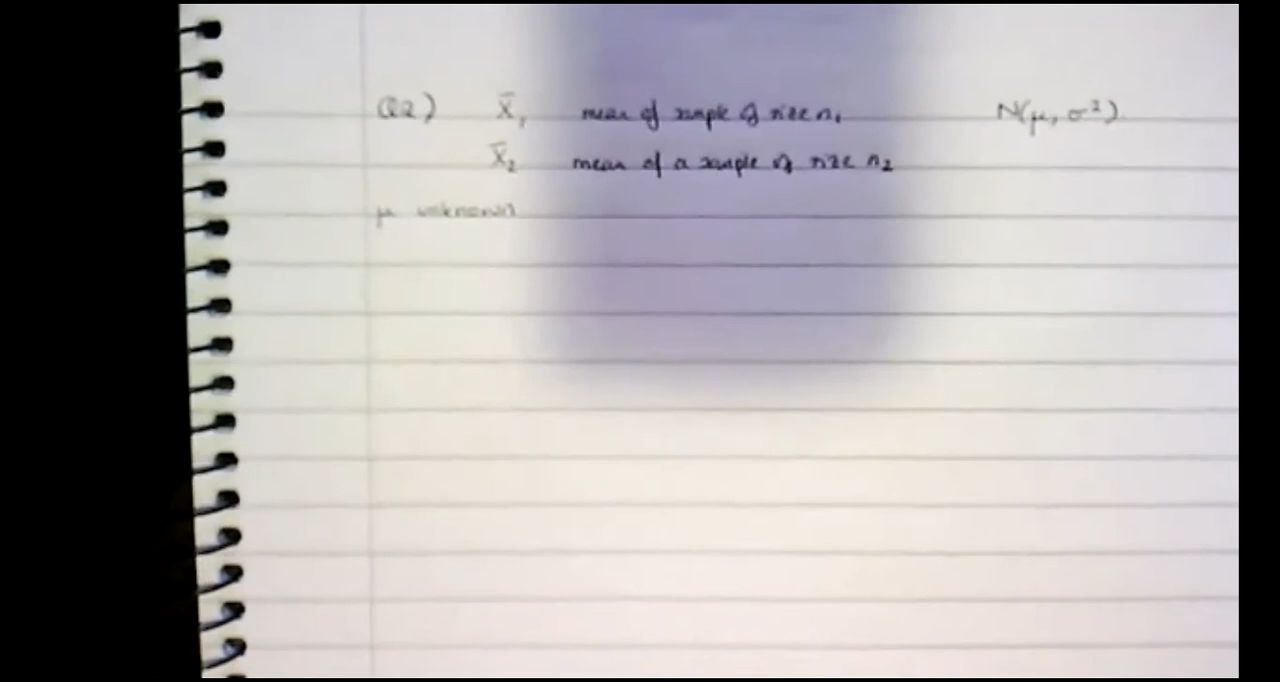 Q2) X̄₁ mean of sample of size n₁ N(μ, σ²).
X̄₂ mean of a sample of size n₂
μ unknown